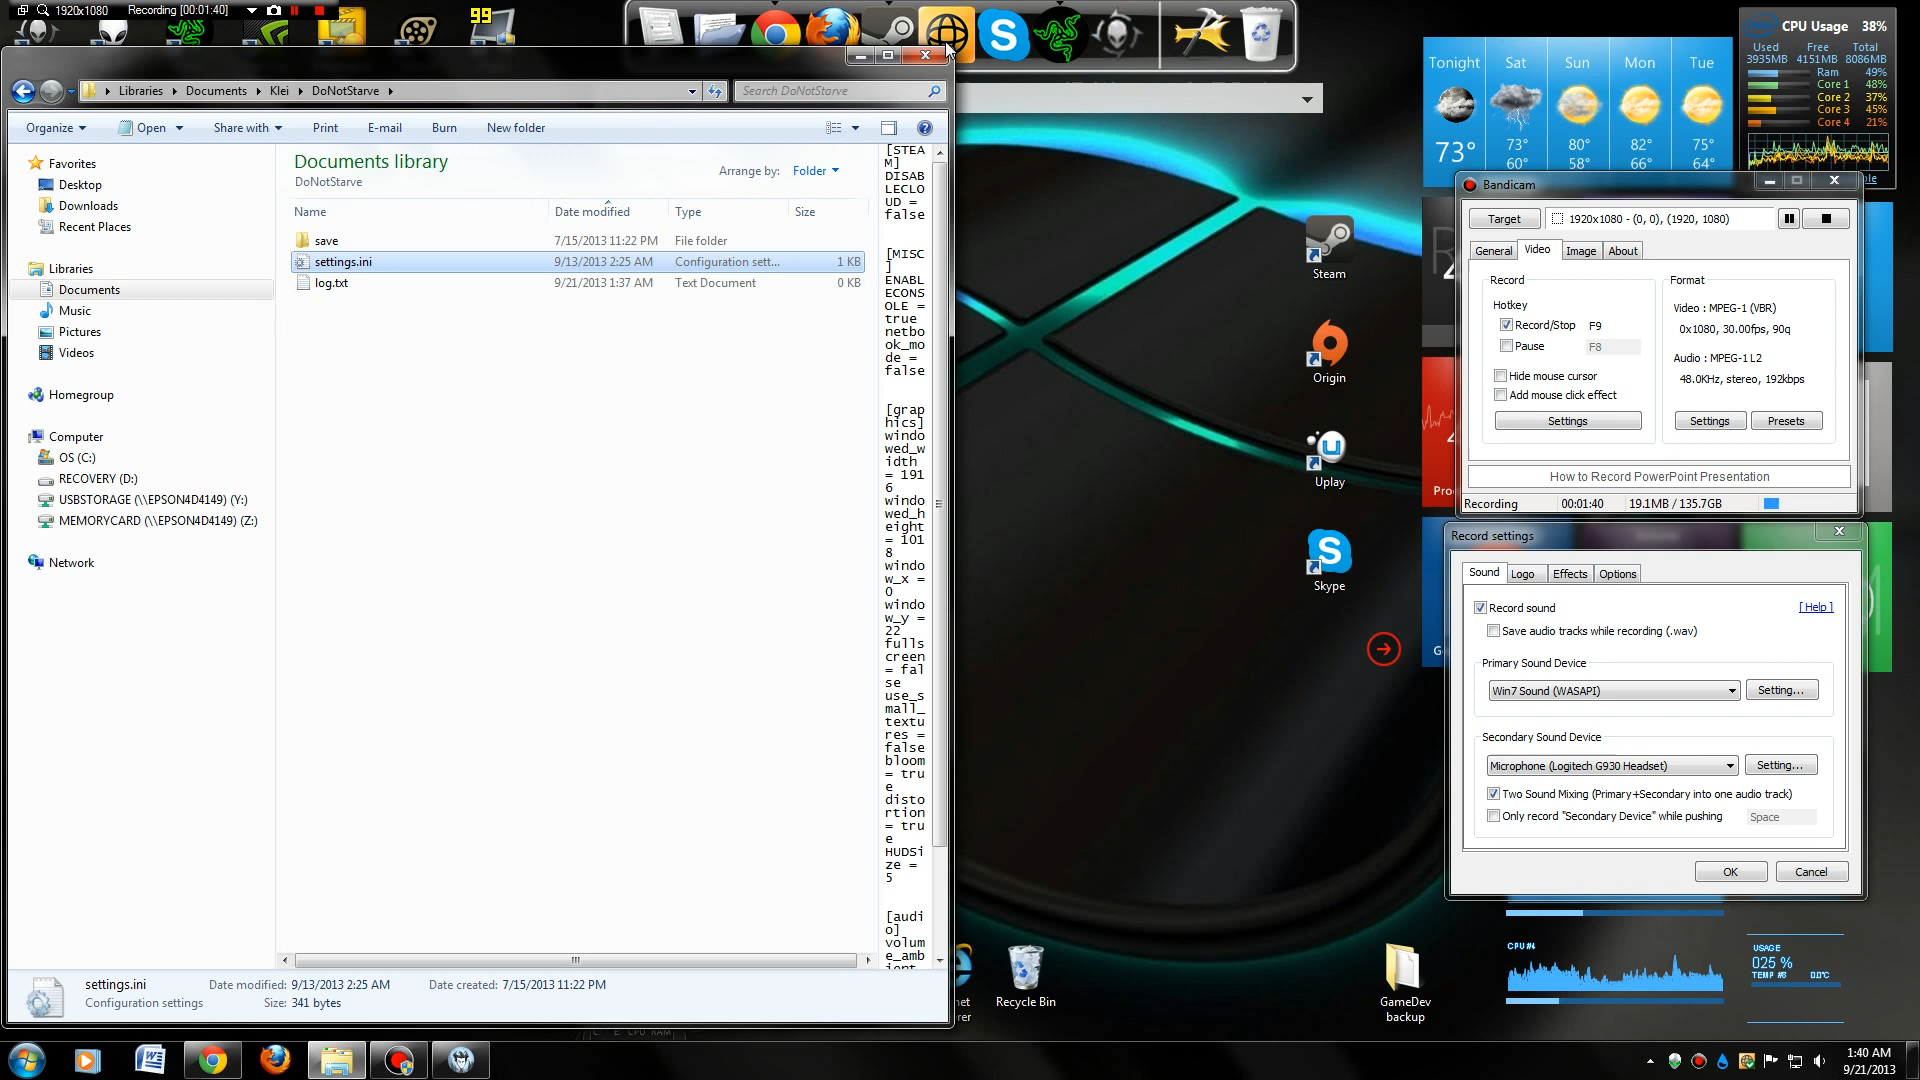 1920x1080
Recording [00:01:40]
99
Libraries
Documents
Klei
DoNotStarve
Search DoNotStarve
Organize
Open
Share with
Print
E-mail
Burn
New folder
Favorites
Desktop
Downloads
Recent Places
Libraries
Documents
Music
Pictures
Videos
Homegroup
Computer
OS (C:)
RECOVERY (D:)
USBSTORAGE (\\EPSON4D4149) (Y:)
MEMORYCARD (\\EPSON4D4149) (Z:)
Network
Documents library
DoNotStarve
Arrange by:
Folder
Name
Date modified
Type
Size
save
7/15/2013 11:22 PM
File folder
settings.ini
9/13/2013 2:25 AM
Configuration sett...
1 KB
log.txt
9/21/2013 1:37 AM
Text Document
0 KB
[STEA
M]
DISAB
LECLO
UD =
false
[MISC
]
ENABL
ECONS
OLE =
true
netbo
ok_mo
de =
false
[grap
hics]
windo
wed_w
idth
= 191
6
windo
wed_h
eight
= 101
8
windo
w_x =
0
windo
w_y =
22
fulls
creen
= fal
se
use_s
mall_
textu
res =
false
bloom
= tru
e
disto
rtion
= tru
e
HUDSi
ze =
5
[audi
o]
volum
e_amb
settings.ini
Date modified: 9/13/2013 2:25 AM
Date created: 7/15/2013 11:22 PM
Configuration settings
Size: 341 bytes
Steam
Origin
Uplay
Skype
Recycle Bin
GameDev
backup
Tonight
Sat
Sun
Mon
Tue
73°
73°
60°
80°
58°
82°
66°
75°
64°
CPU Usage 38%
Used
Free
Total
3935MB
4151MB
8086MB
Ram 49%
Core 1 48%
Core 2 37%
Core 3 45%
Core 4 21%
Bandicam
Target
1920x1080 - (0, 0), (1920, 1080)
General
Video
Image
About
Record
Hotkey
Record/Stop
F9
Pause
F8
Hide mouse cursor
Add mouse click effect
Settings
Format
Video : MPEG-1 (VBR)
0x1080, 30.00fps, 90q
Audio : MPEG-1 L2
48.0KHz, stereo, 192kbps
Settings
Presets
How to Record PowerPoint Presentation
Recording
00:01:40
19.1MB / 135.7GB
Record settings
Sound
Logo
Effects
Options
Record sound
[ Help ]
Save audio tracks while recording (.wav)
Primary Sound Device
Win7 Sound (WASAPI)
Setting...
Secondary Sound Device
Microphone (Logitech G930 Headset)
Setting...
Two Sound Mixing (Primary+Secondary into one audio track)
Only record "Secondary Device" while pushing
Space
OK
Cancel
CPU #4
USAGE
025 %
1:40 AM
9/21/2013